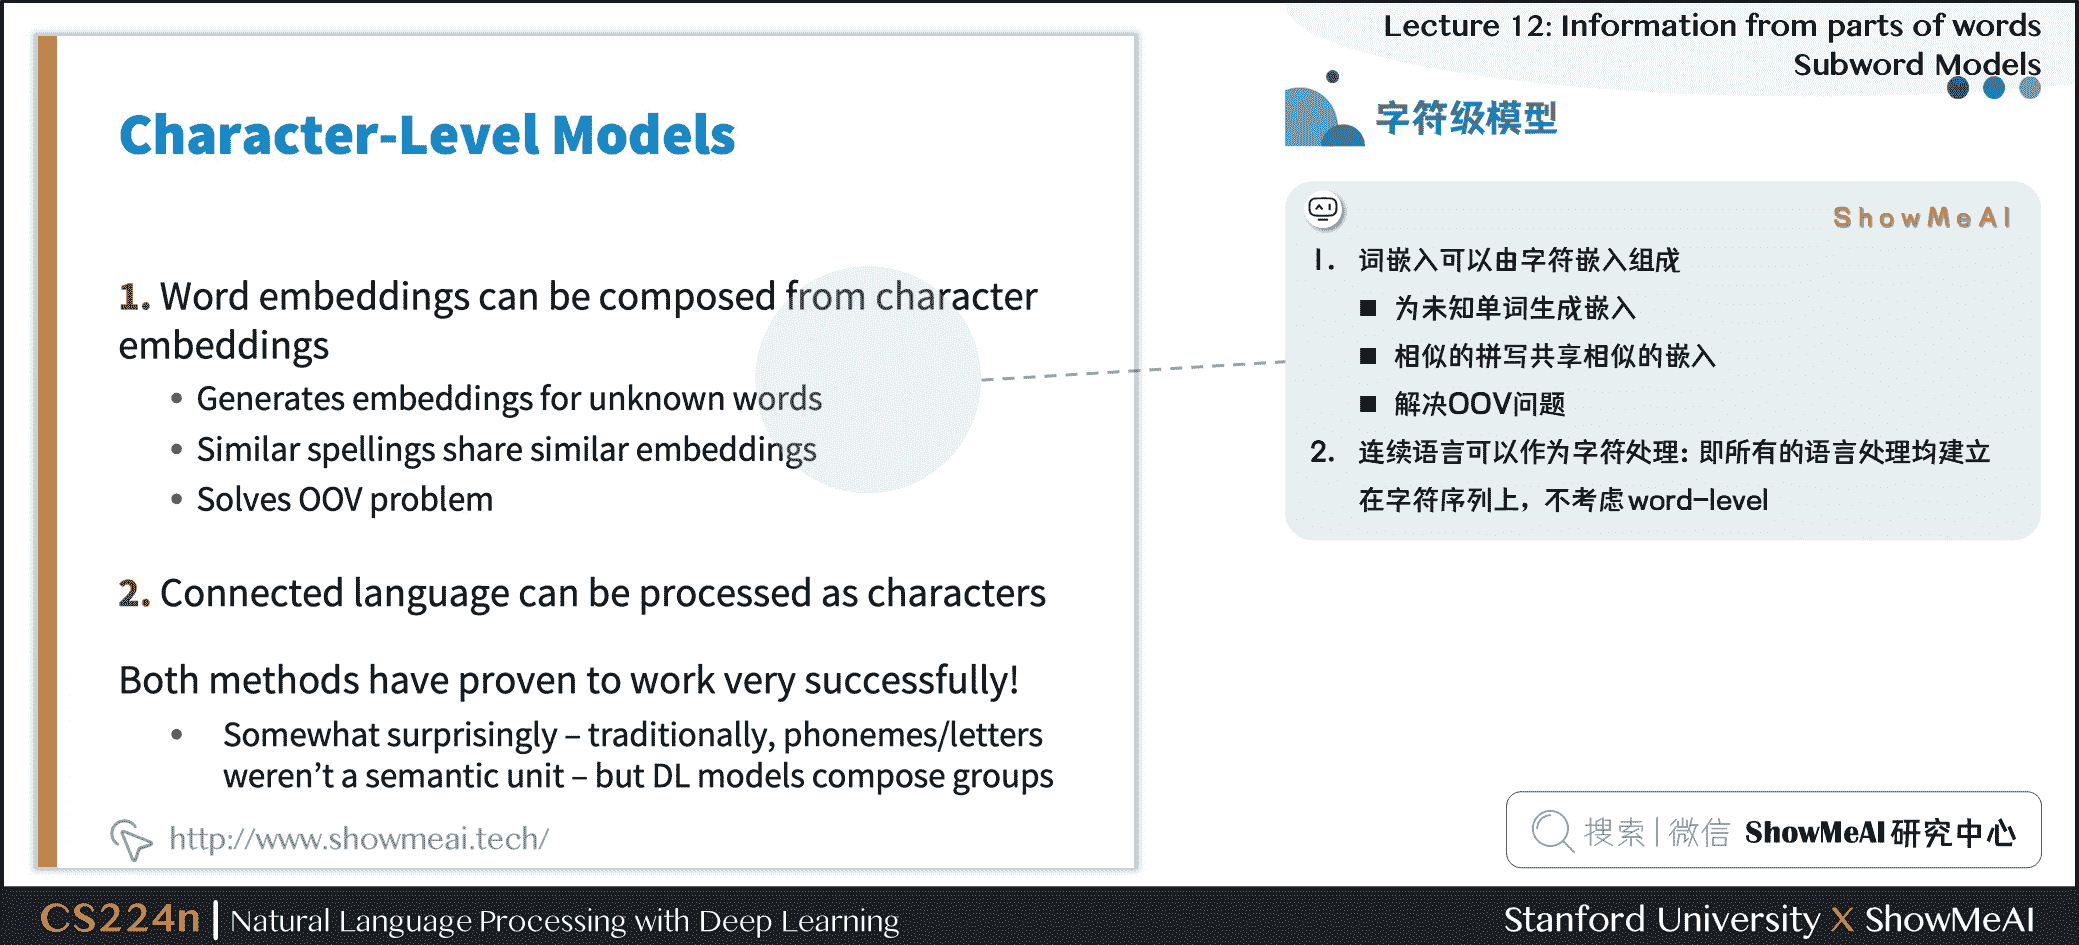 Lecture 12: Information from parts of words
Subword Models
Character-Level Models
1. Word embeddings can be composed from character
embeddings
• Generates embeddings for unknown words
• Similar spellings share similar embeddings
• Solves OOV problem
2. Connected language can be processed as characters
Both methods have proven to work very successfully!
• Somewhat surprisingly – traditionally, phonemes/letters
weren’t a semantic unit – but DL models compose groups
http://www.showmeai.tech/
字符级模型
ShowMeAI
1. 词嵌入可以由字符嵌入组成
■ 为未知单词生成嵌入
■ 相似的拼写共享相似的嵌入
■ 解决OOV问题
2. 连续语言可以作为字符处理：即所有的语言处理均建立
在字符序列上，不考虑word-level
搜索|微信 ShowMeAI研究中心
CS224n | Natural Language Processing with Deep Learning
Stanford University X ShowMeAI